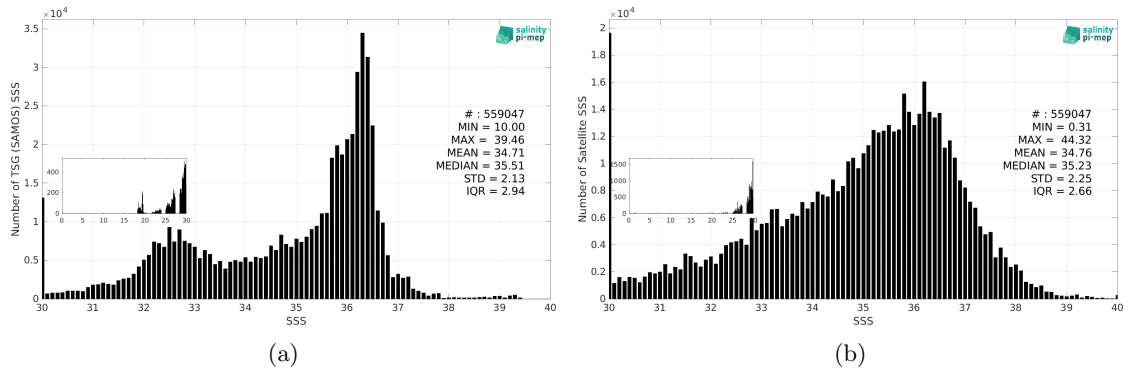 ×10⁴
3.5
3
2.5
2
1.5
1
0.5
0
Number of TSG (SAMOS) SSS
salinity
pi-mep
# : 559047
MIN = 10.00
MAX = 39.46
MEAN = 34.71
MEDIAN = 35.51
STD = 2.13
IQR = 2.94
400
200
0
0 5 10 15 20 25 30
30 31 32 33 34 35 36 37 38 39 40
SSS
(a)
×10⁴
2
1.8
1.6
1.4
1.2
1
0.8
0.6
0.4
0.2
0
Number of Satellite SSS
salinity
pi-mep
# : 559047
MIN = 0.31
MAX = 44.32
MEAN = 34.76
MEDIAN = 35.23
STD = 2.25
IQR = 2.66
1500
1000
500
0
0 5 10 15 20 25 30
30 31 32 33 34 35 36 37 38 39 40
SSS
(b)